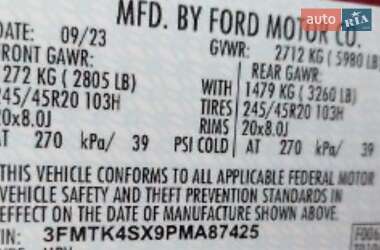 MFD. BY FORD MOTOR CO.
DATE: 09/23
GVWR: 2712 KG ( 5980 LB)
FRONT GAWR:
REAR GAWR:
1272 KG ( 2805 LB)
WITH
1479 KG ( 3260 LB)
245/45R20 103H
TIRES
245/45R20 103H
20x8.0J
RIMS
20x8.0J
AT 270 kPa/ 39
PSI COLD
AT 270 kPa/ 39
THIS VEHICLE CONFORMS TO ALL APPLICABLE FEDERAL MOTOR
VEHICLE SAFETY AND THEFT PREVENTION STANDARDS IN
EFFECT ON THE DATE OF MANUFACTURE SHOWN ABOVE.
VIN: 3FMTK4SX9PMA87425
auto RIA.com